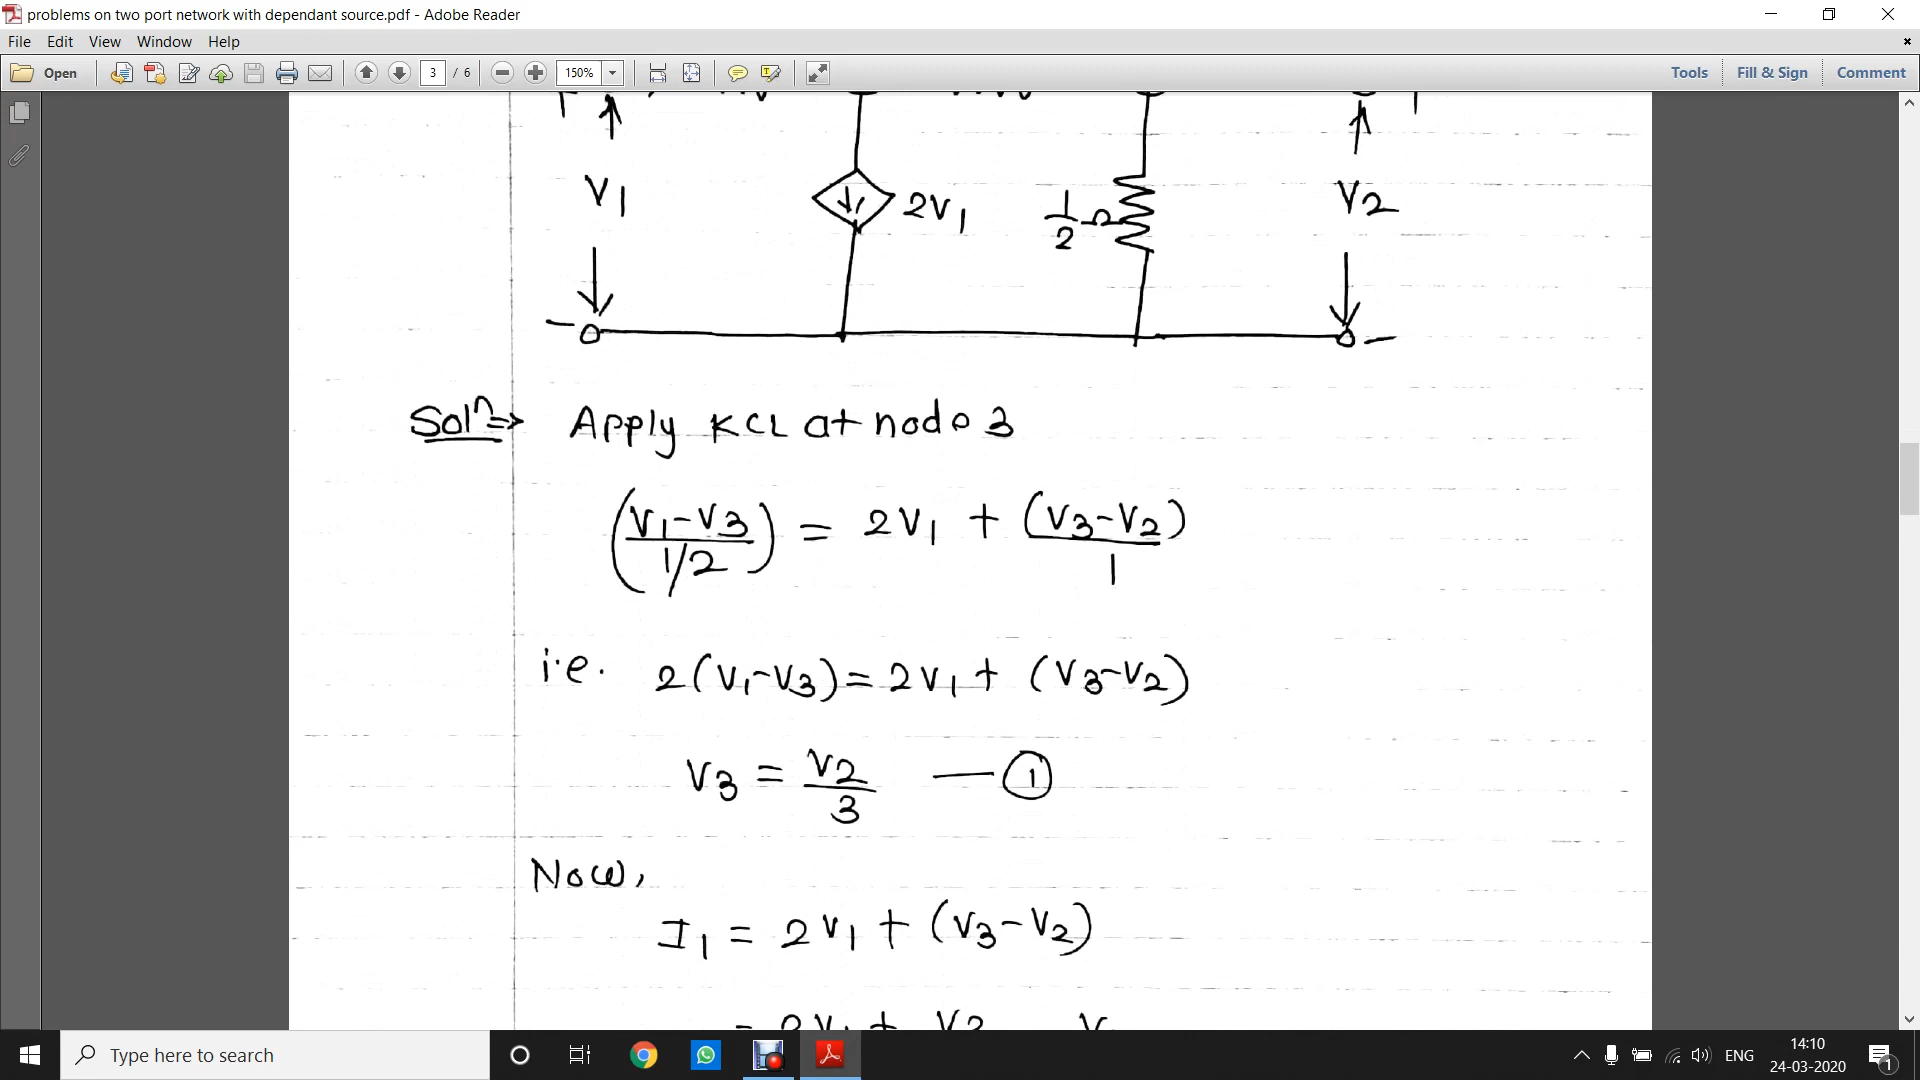 problems on two port network with dependant source.pdf - Adobe Reader
File Edit View Window Help
Open 3 / 6 150% Tools Fill & Sign Comment
V1 2V1 1/2 Ω V2
Solⁿ⇒ Apply KCL at node 3
((V1-V3)/(1/2)) = 2V1 + (V3-V2)/1
i.e. 2(V1-V3) = 2V1 + (V3-V2)
V3 = V2/3 — ①
Now,
I1 = 2V1 + (V3-V2)
Type here to search
ENG 14:10
24-03-2020
1